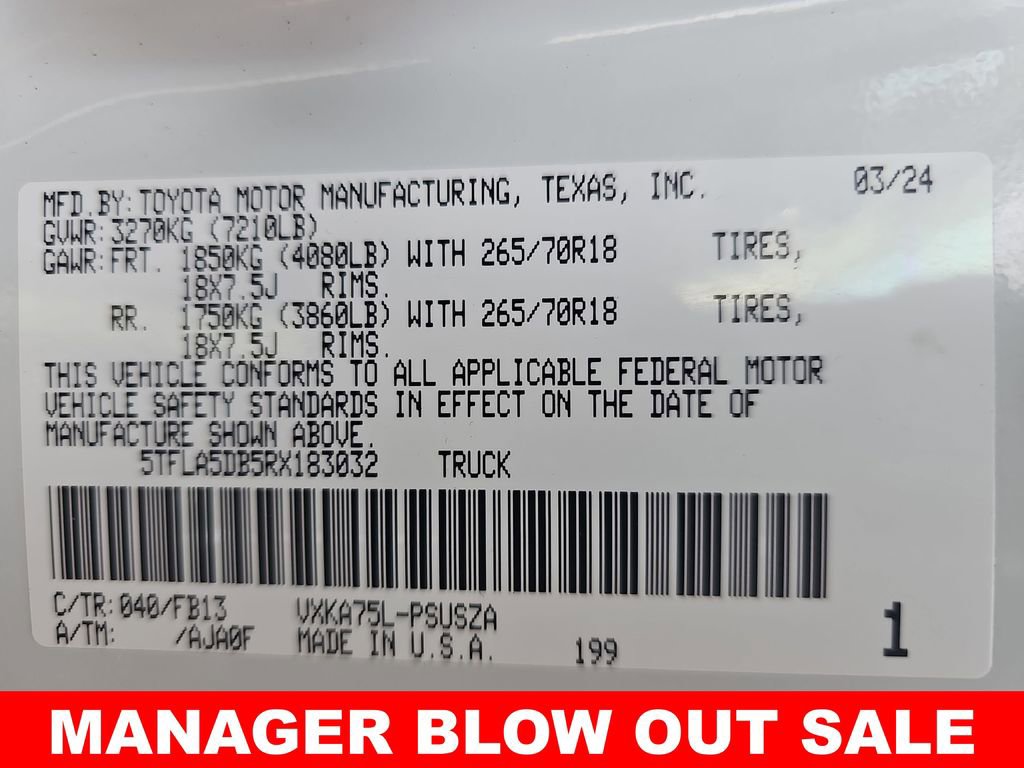 MFD.BY: TOYOTA MOTOR MANUFACTURING, TEXAS, INC. 03/24
GVWR: 3270KG (7210LB)
GAWR: FRT. 1850KG (4080LB) WITH 265/70R18 TIRES,
18X7.5J RIMS.
RR. 1750KG (3860LB) WITH 265/70R18 TIRES,
18X7.5J RIMS.
THIS VEHICLE CONFORMS TO ALL APPLICABLE FEDERAL MOTOR
VEHICLE SAFETY STANDARDS IN EFFECT ON THE DATE OF
MANUFACTURE SHOWN ABOVE.
5TFLA5DB5RX183032 TRUCK
C/TR: 040/FB13 VXKA75L-PSUSZA
A/TM: /AJA0F MADE IN U.S.A. 199 1
MANAGER BLOW OUT SALE